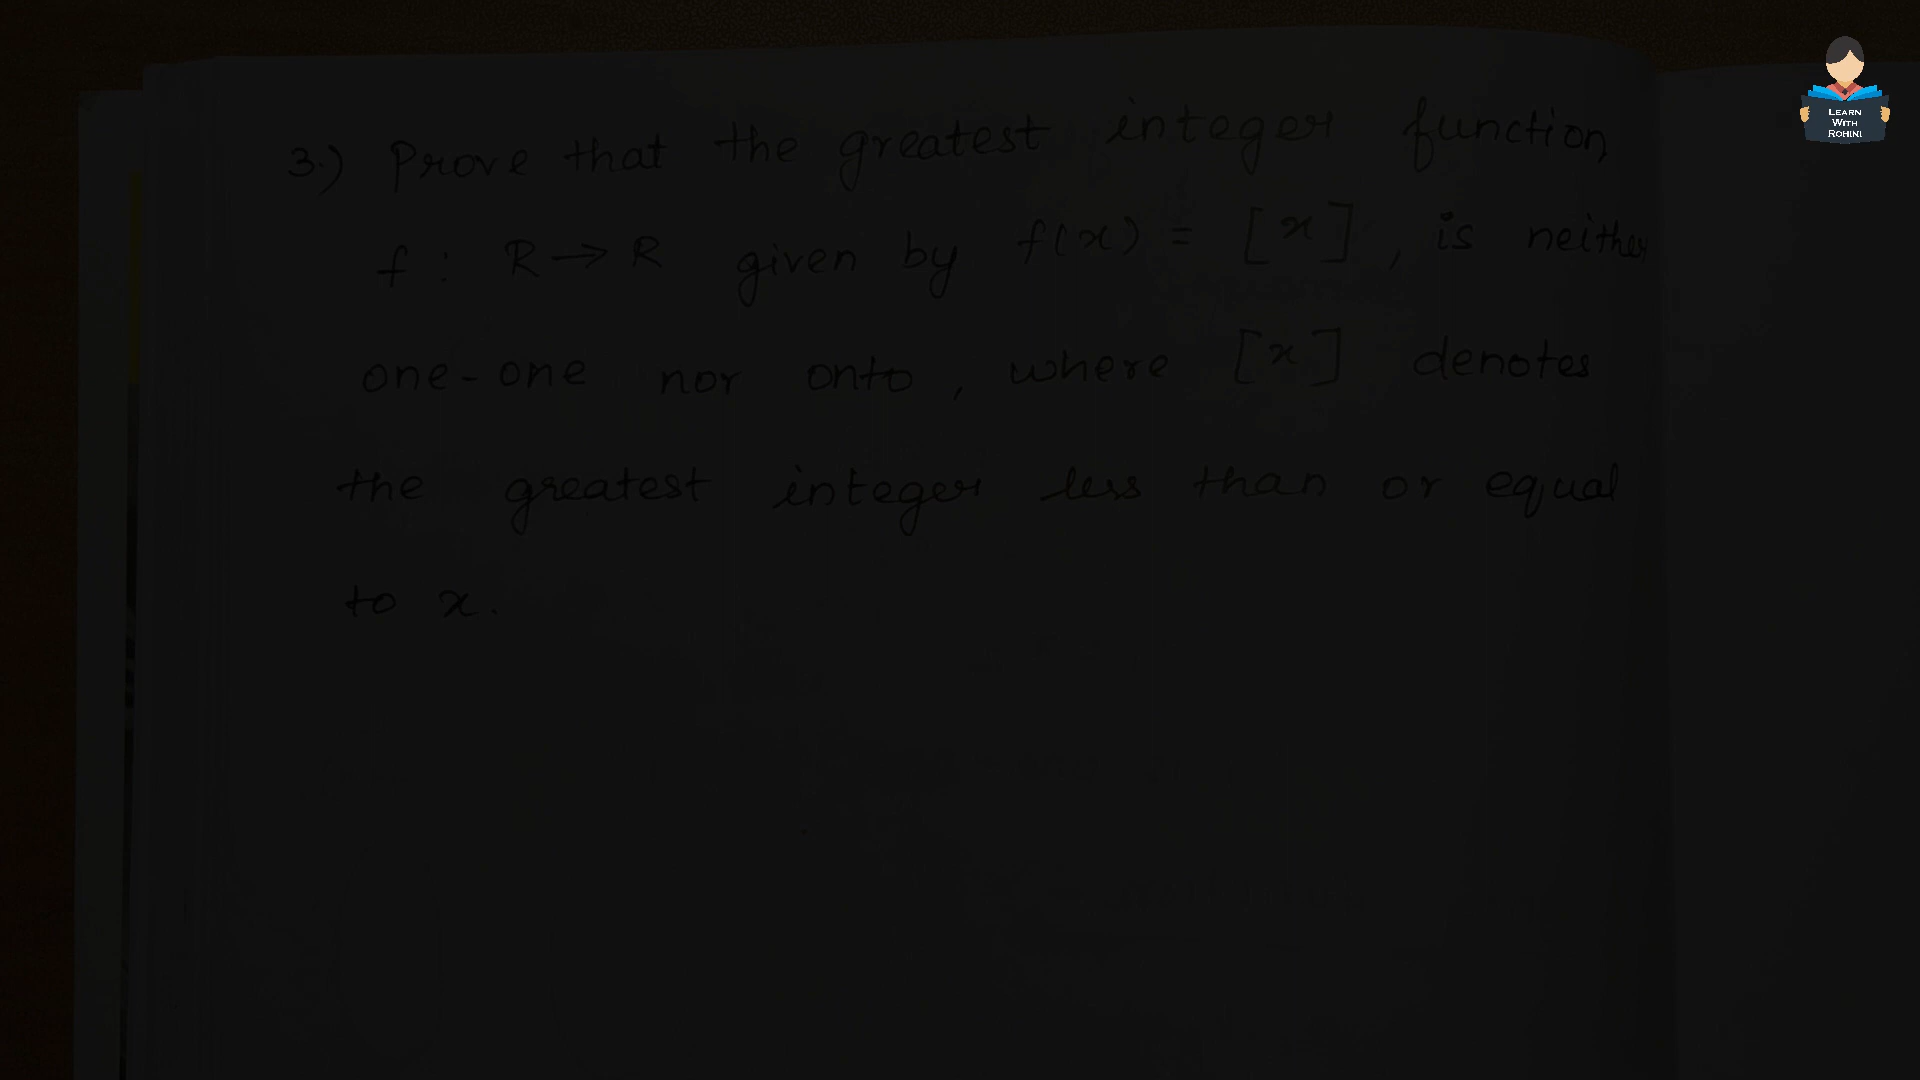 3.) Prove that the greatest integer function
f : R → R given by f(x) = [x], is neither
one-one nor onto, where [x] denotes
the greatest integer less than or equal
to x.
LEARN
WITH
ROHINI